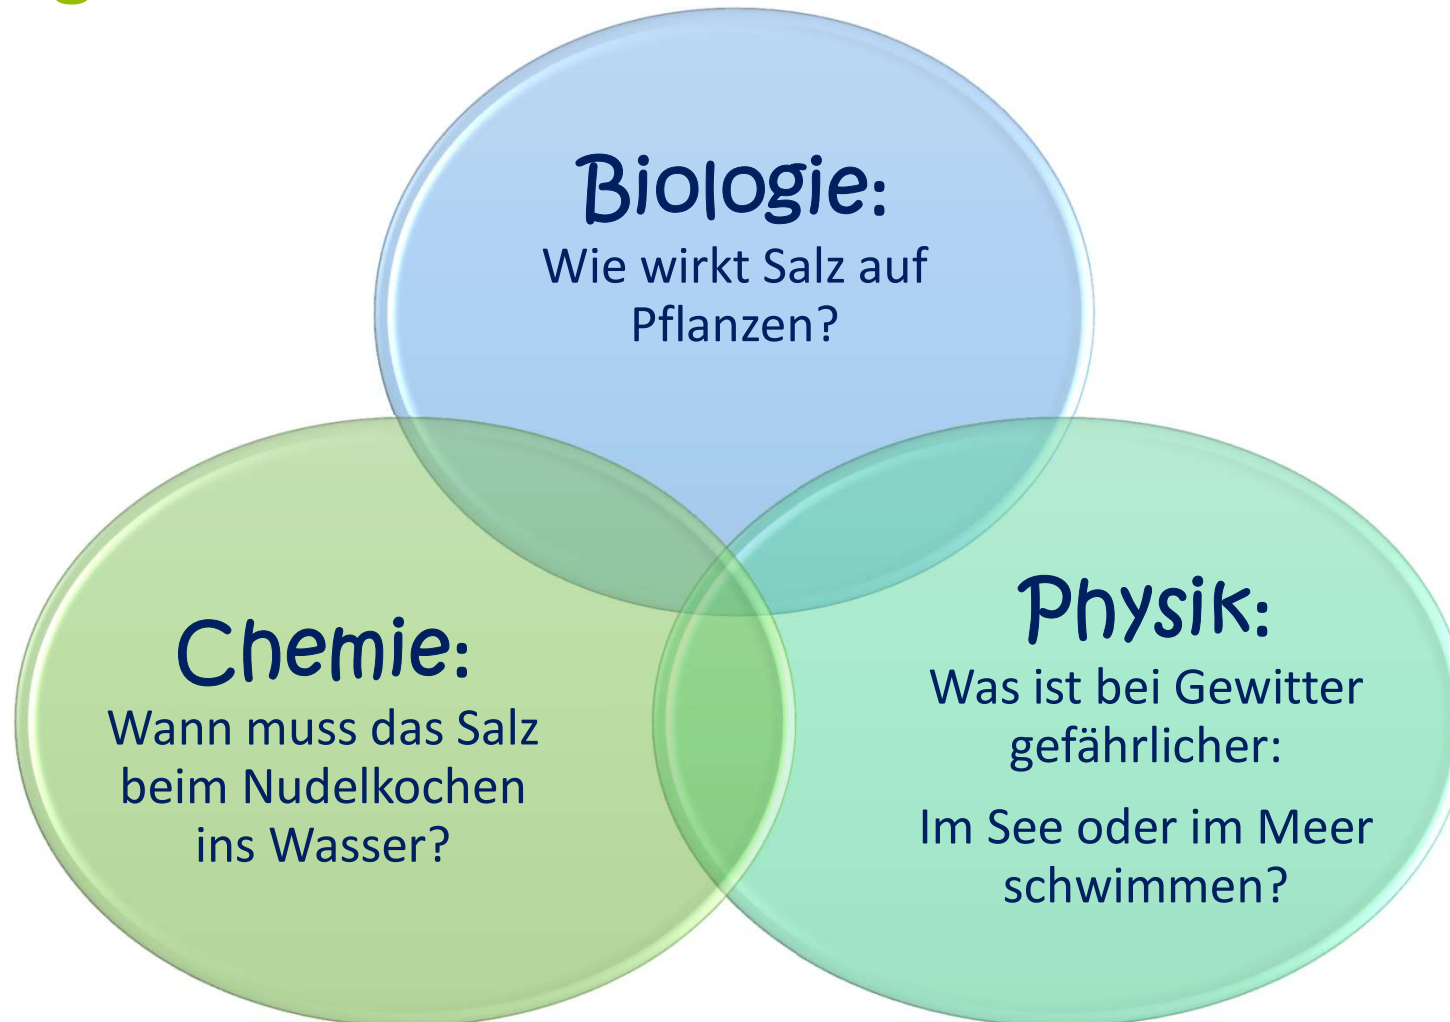 Biologie:
Wie wirkt Salz auf
Pflanzen?
Chemie:
Wann muss das Salz
beim Nudelkochen
ins Wasser?
Physik:
Was ist bei Gewitter
gefährlicher:
Im See oder im Meer
schwimmen?